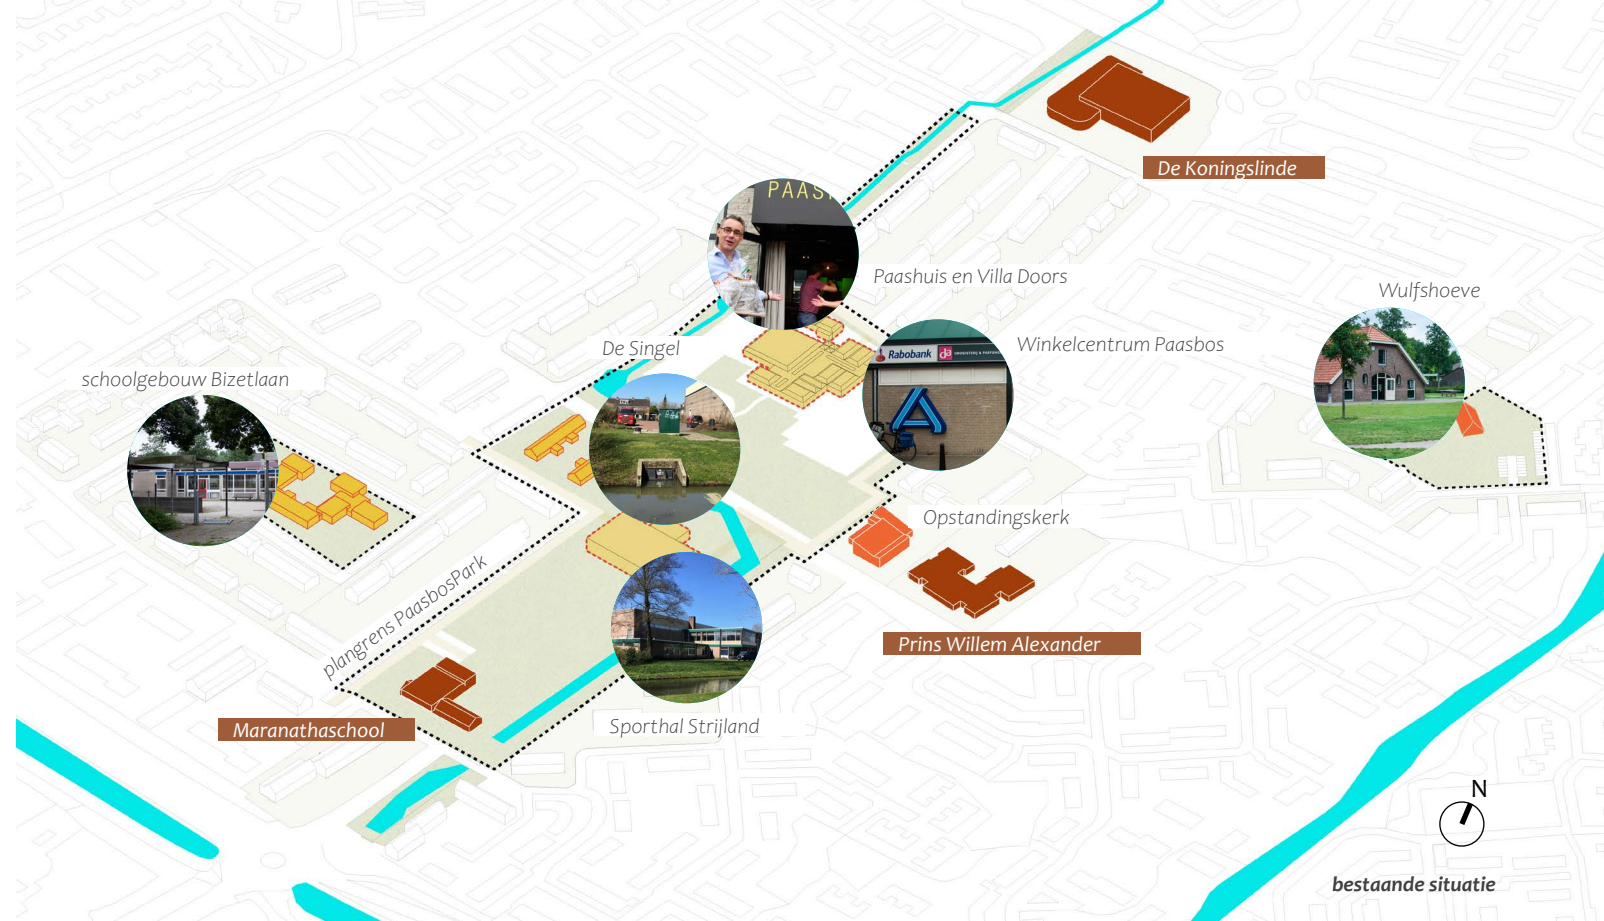 De Koningslinde
PAAS
Paashuis en Villa Doors
Wulfshoeve
Winkelcentrum Paasbos
De Singel
Rabobank
da
schoolgebouw Bizetlaan
Opstandingskerk
plangrens PaasbosPark
Prins Willem Alexander
Maranathaschool
Sporthal Strijland
N
bestaande situatie